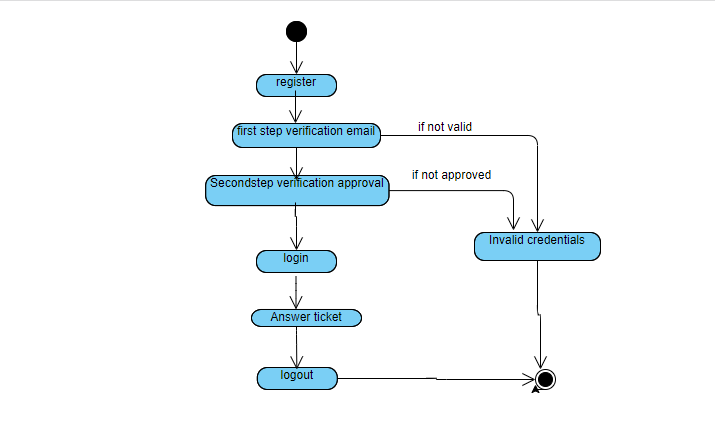 register
first step verification email
if not valid
if not approved
Secondstep verification approval
Invalid credentials
login
Answer ticket
logout